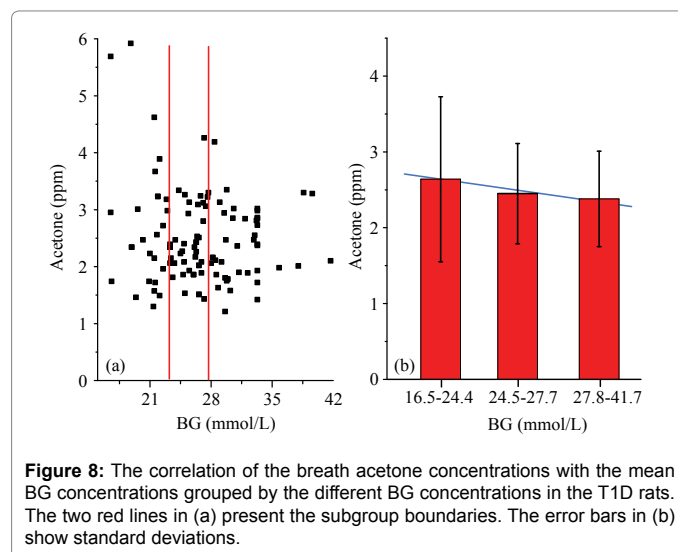 6
5
4
3
2
1
0
Acetone (ppm)
(a)
21 28 35 42
BG (mmol/L)
4
3
2
1
0
Acetone (ppm)
(b)
16.5-24.4 24.5-27.7 27.8-41.7
BG (mmol/L)
Figure 8: The correlation of the breath acetone concentrations with the mean
BG concentrations grouped by the different BG concentrations in the T1D rats.
The two red lines in (a) present the subgroup boundaries. The error bars in (b)
show standard deviations.